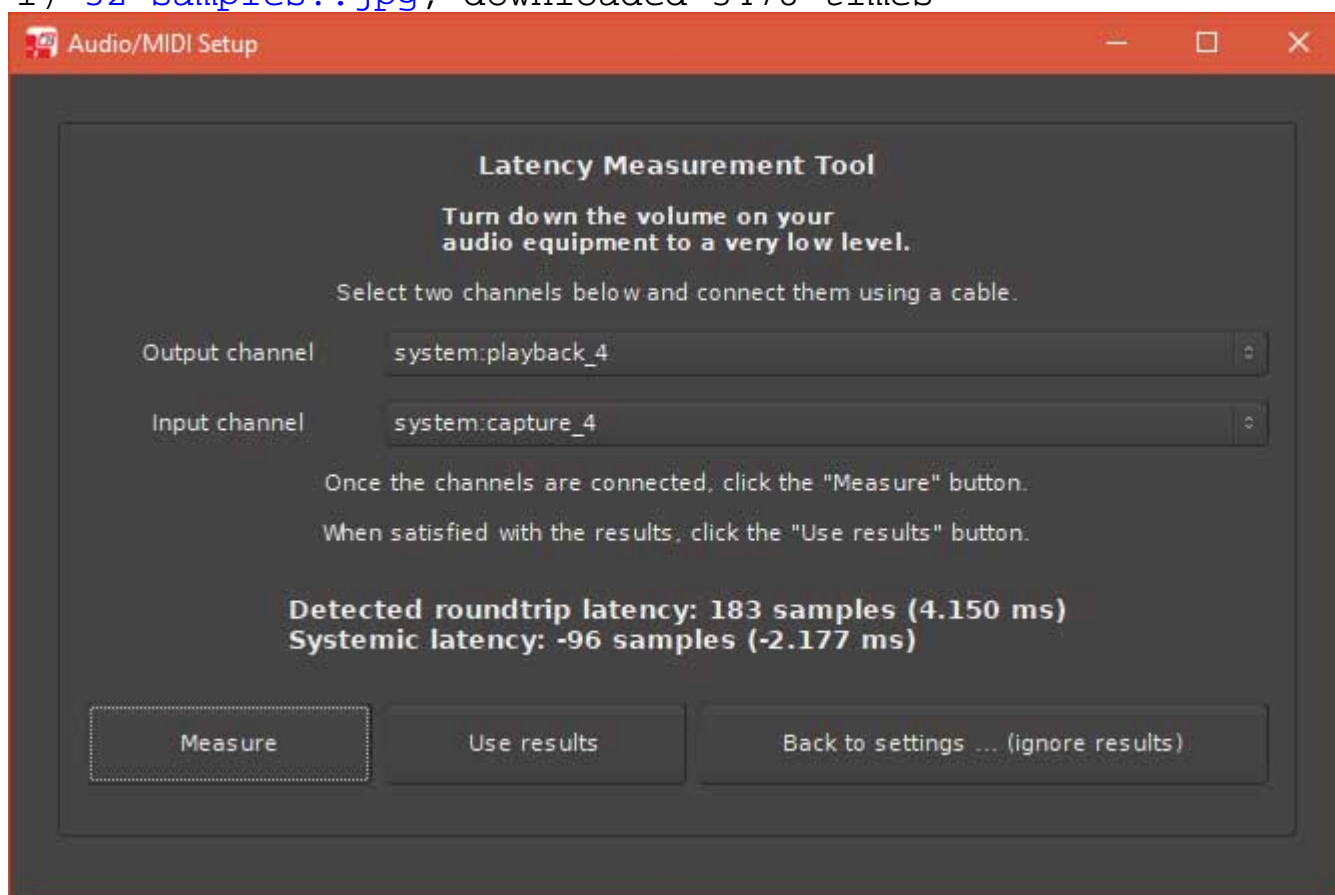 downloaded
Audio/MIDI Setup
Latency Measurement Tool
Turn down the volume on your
audio equipment to a very low level.
Select two channels below and connect them using a cable.
Output channel system:playback_4
Input channel system:capture_4
Once the channels are connected, click the "Measure" button.
When satisfied with the results, click the "Use results" button.
Detected roundtrip latency: 183 samples (4.150 ms)
Systemic latency: -96 samples (-2.177 ms)
Measure Use results Back to settings ... (ignore results)